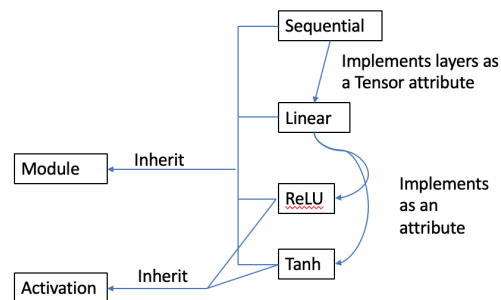 Sequential
Implements layers as
a Tensor attribute
Linear
Module
Inherit
ReLU
Implements
as an
attribute
Tanh
Inherit
Activation